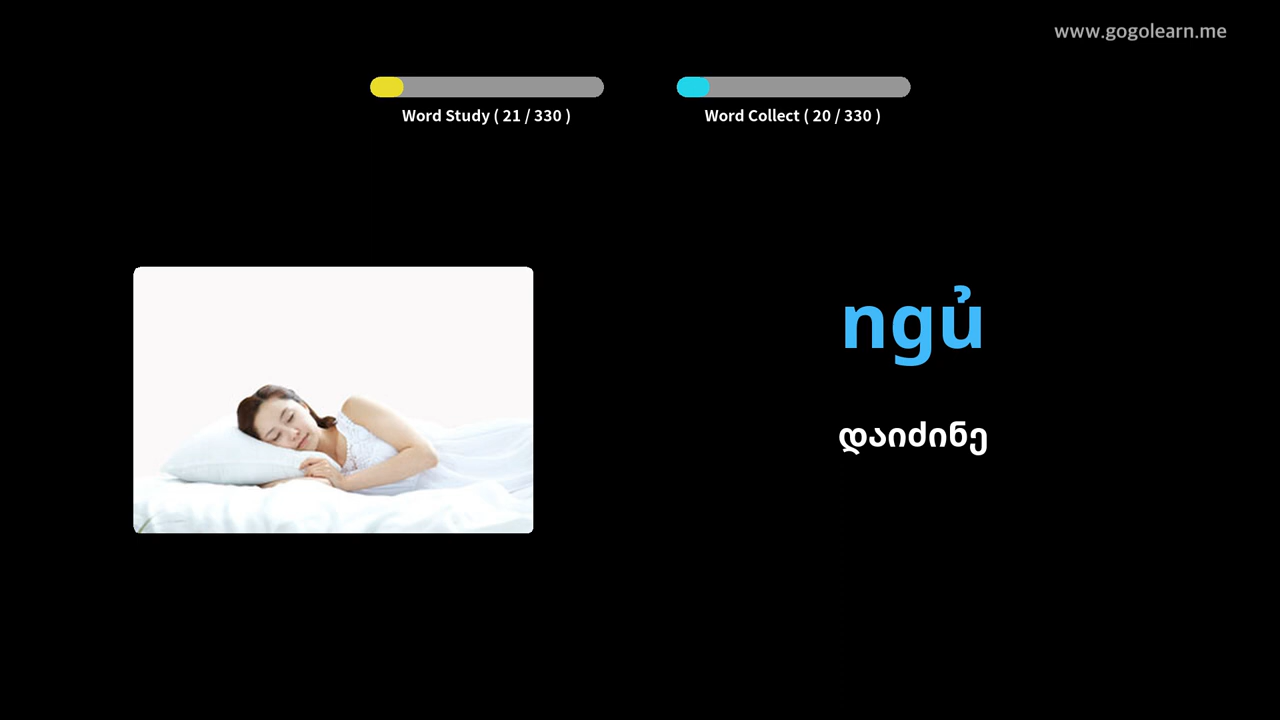 www.gogolearn.me
Word Study ( 21 / 330 )
Word Collect ( 20 / 330 )
ngủ
დაიძინე